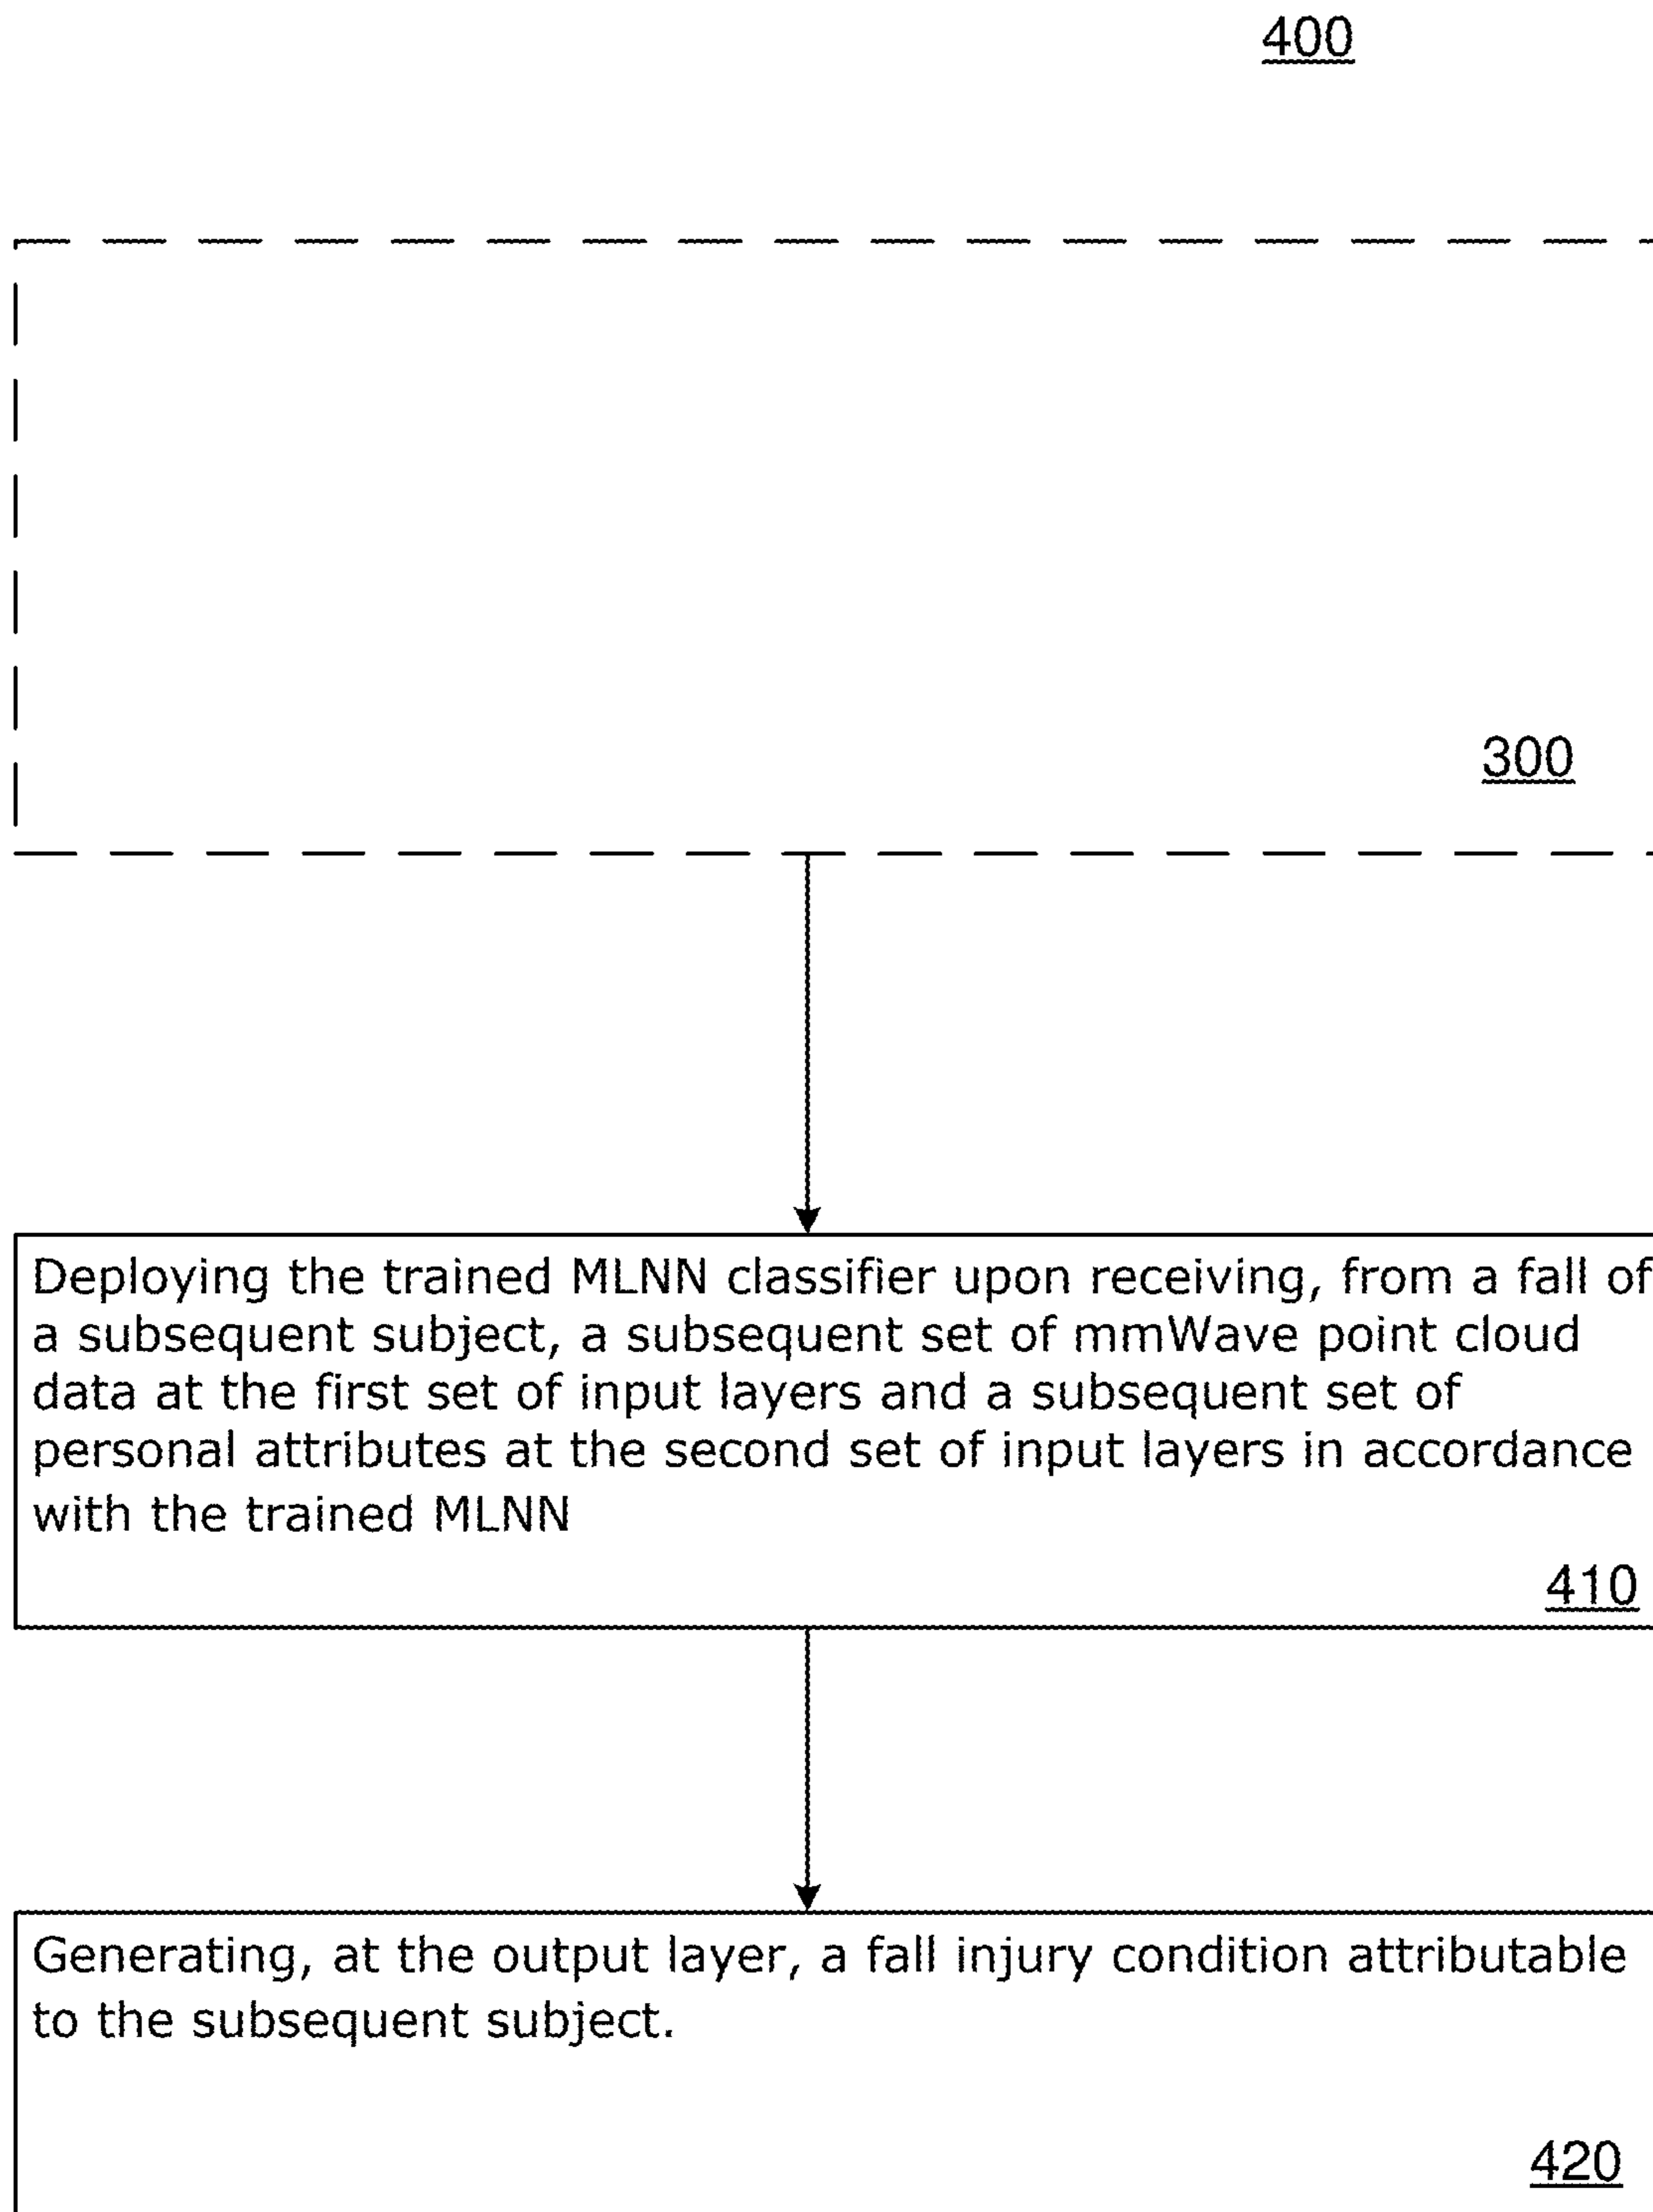 400
300
Deploying the trained MLNN classifier upon receiving, from a fall of
a subsequent subject, a subsequent set of mmWave point cloud
data at the first set of input layers and a subsequent set of
personal attributes at the second set of input layers in accordance
with the trained MLNN
410
Generating, at the output layer, a fall injury condition attributable
to the subsequent subject.
420